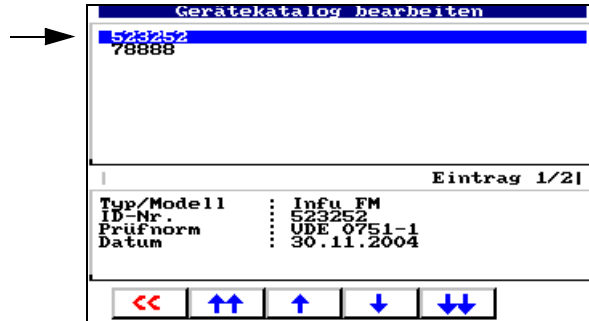 Gerätekatalog bearbeiten
523252
78888
Eintrag 1/2
Typ/Modell : Infu FM
ID-Nr. : 523252
Prüfnorm : VDE 0751-1
Datum : 30.11.2004
<<